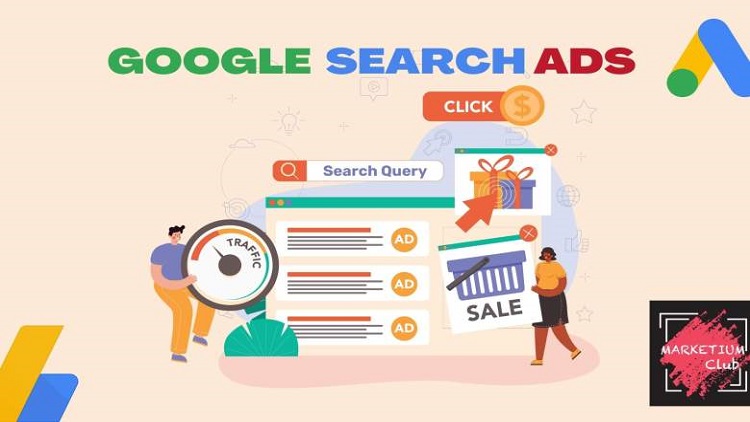 GOOGLE SEARCH ADS
CLICK $
Search Query
TRAFFIC
AD
AD
AD
SALE
MARKETIUM
Club